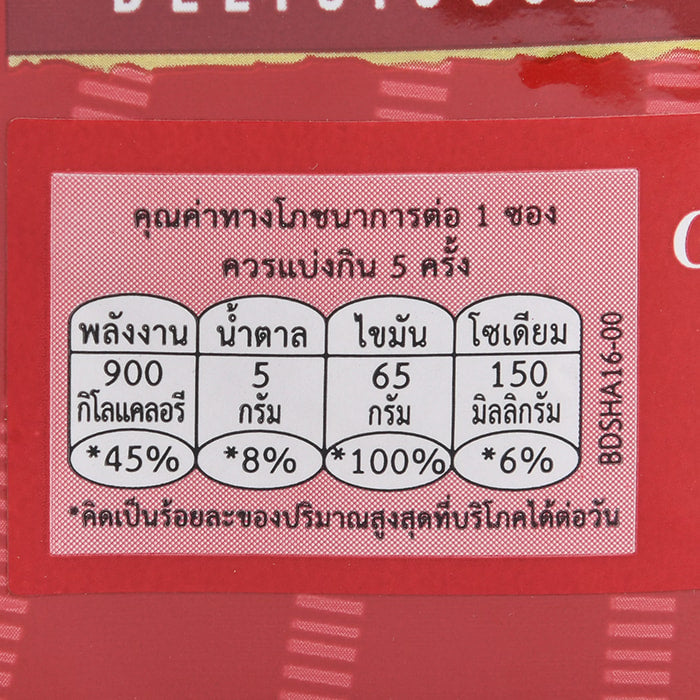 คุณค่าทางโภชนาการต่อ 1 ซอง
ควรแบ่งกิน 5 ครั้ง
พลังงาน น้ำตาล ไขมัน โซเดียม
900 5 65 150
กิโลแคลอรี กรัม กรัม มิลลิกรัม
*45% *8% *100% *6%
*คิดเป็นร้อยละของปริมาณสูงสุดที่บริโภคได้ต่อวัน
BDSHA16-00